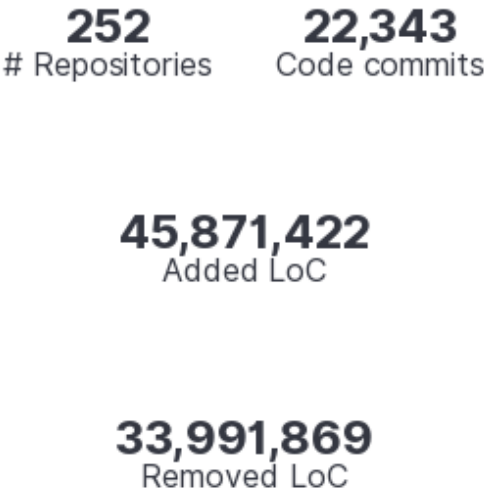 252 22,343
# Repositories Code commits
45,871,422
Added LoC
33,991,869
Removed LoC